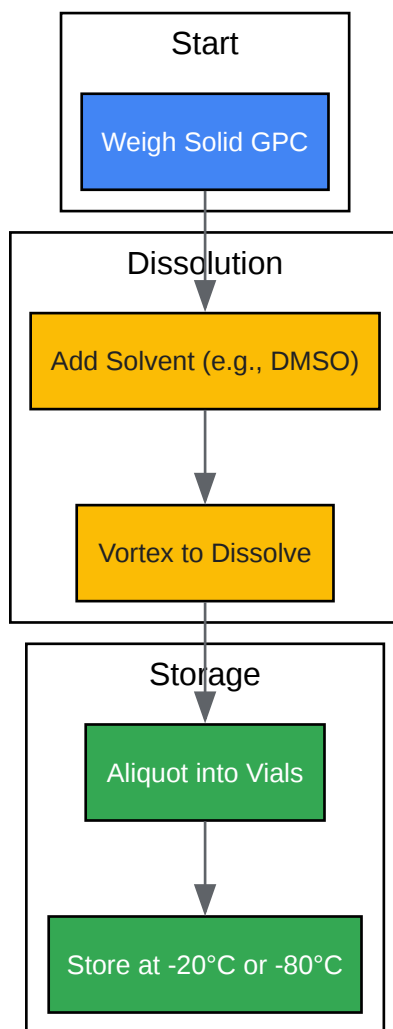 Start
Weigh Solid GPC
Dissolution
Add Solvent (e.g., DMSO)
Vortex to Dissolve
Storage
Aliquot into Vials
Store at -20°C or -80°C